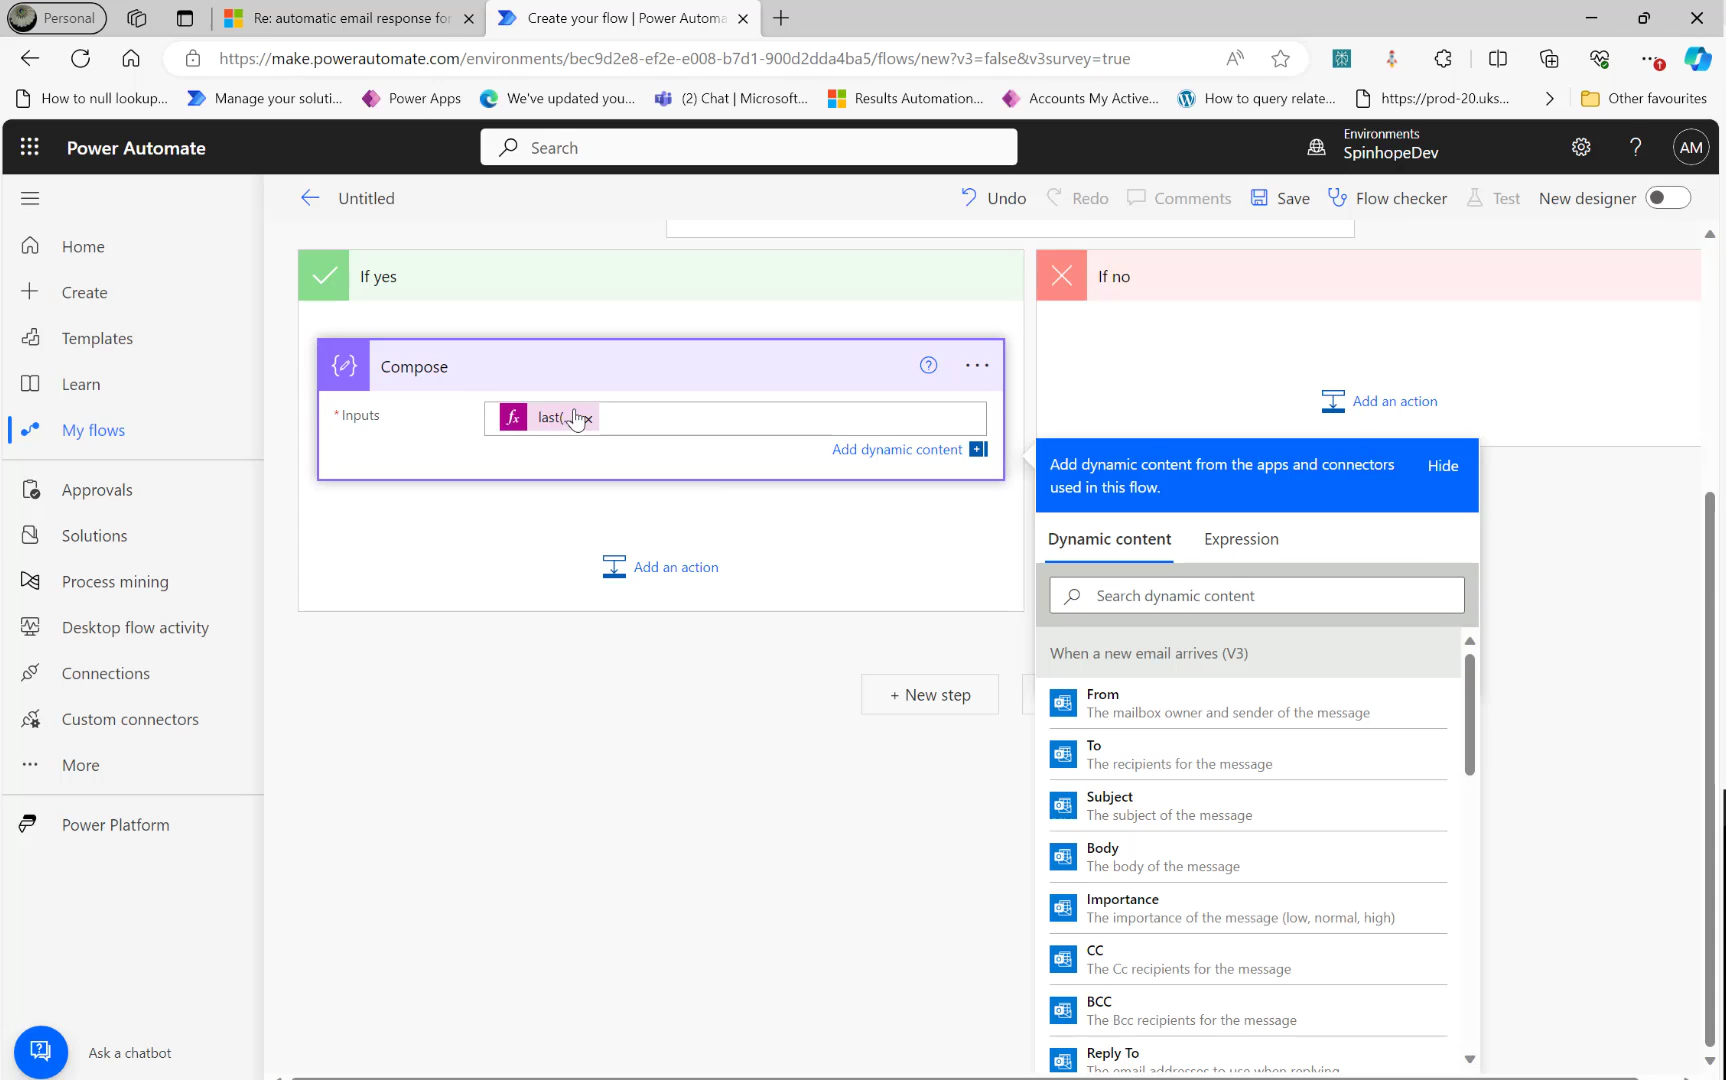 Personal
Re: automatic email response for
Create your flow | Power Automa
https://make.powerautomate.com/environments/bec9d2e8-ef2e-e008-b7d1-900d2dda4ba5/flows/new?v3=false&v3survey=true
How to null lookup...
Manage your soluti...
Power Apps
We've updated you...
(2) Chat | Microsoft...
Results Automation...
Accounts My Active...
How to query relate...
https://prod-20.uks...
Other favourites
Power Automate
Search
Environments
SpinhopeDev
AM
Untitled
Undo
Redo
Comments
Save
Flow checker
Test
New designer
Home
Create
Templates
Learn
My flows
Approvals
Solutions
Process mining
Desktop flow activity
Connections
Custom connectors
More
Power Platform
Ask a chatbot
If yes
If no
Compose
* Inputs
fx last(...
Add dynamic content
Add an action
Add an action
+ New step
Add dynamic content from the apps and connectors
used in this flow.
Hide
Dynamic content
Expression
Search dynamic content
When a new email arrives (V3)
From
The mailbox owner and sender of the message
To
The recipients for the message
Subject
The subject of the message
Body
The body of the message
Importance
The importance of the message (low, normal, high)
CC
The Cc recipients for the message
BCC
The Bcc recipients for the message
Reply To
The email addresses to use when replying